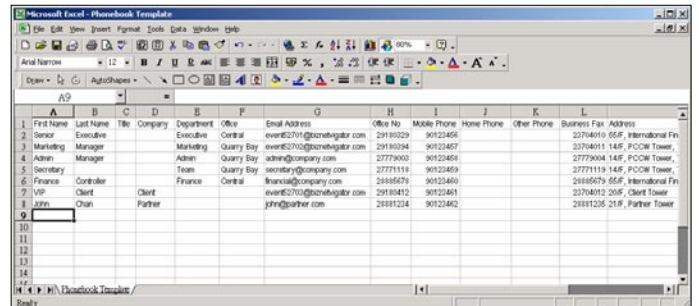 Microsoft Excel - Phonebook Template
File Edit View Insert Format Tools Data Window Help
80%
Arial Narrow 12 B I U
Draw AutoShapes
A9 =
A B C D E F G H I J K L
1 First Name Last Name Title Company Department Office Email Address Office No Mobile Phone Home Phone Other Phone Business Fax Address
2 Senior Executive Executive Central event52701@biznetvigator.com 29180329 90123456 23704010 65/F, International Fin
3 Marketing Manager Marketing Quarry Bay event52702@biznetvigator.com 29180394 90123457 23704011 14/F, PCCW Tower,
4 Admin Manager Admin Quarry Bay admin@company.com 27779003 90123458 27779004 14/F, PCCW Tower,
5 Secretary Team Quarry Bay secretary@company.com 27771118 90123459 27771119 14/F, PCCW Tower,
6 Finance Controller Finance Central financial@company.com 28885678 90123460 28885679 65/F, International Fin
7 VIP Client Client event52703@biznetvigator.com 29180412 90123461 23704012 20/F, Client Tower
8 John Chan Partner john@partner.com 28881234 90123462 28881235 21/F, Partner Tower
9
10
11
12
13
14
Phonebook Template
Ready